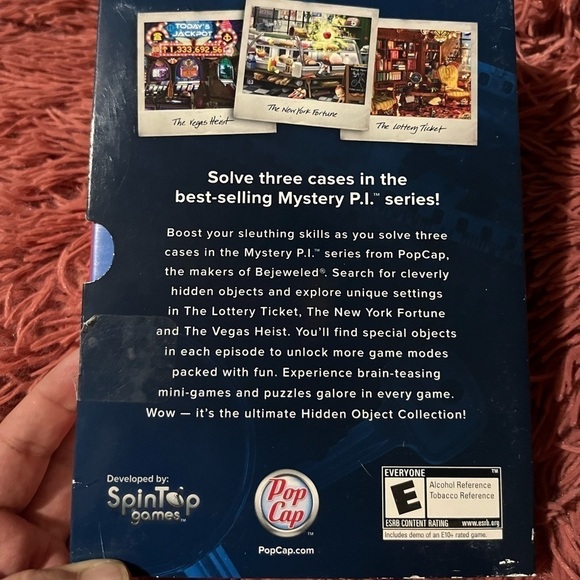 TODAY'S
JACKPOT
The Vegas Heist
The New York Fortune
The Lottery Ticket
Solve three cases in the
best-selling Mystery P.I.™ series!
Boost your sleuthing skills as you solve three
cases in the Mystery P.I.™ series from PopCap,
the makers of Bejeweled®. Search for cleverly
hidden objects and explore unique settings
in The Lottery Ticket, The New York Fortune
and The Vegas Heist. You'll find special objects
in each episode to unlock more game modes
packed with fun. Experience brain-teasing
mini-games and puzzles galore in every game.
Wow — it's the ultimate Hidden Object Collection!
Developed by:
SpinTop
games™
Pop
Cap
™
PopCap.com
EVERYONE ™
E
Alcohol Reference
Tobacco Reference
ESRB CONTENT RATING www.esrb.org
Includes demo of an E10+ rated game.